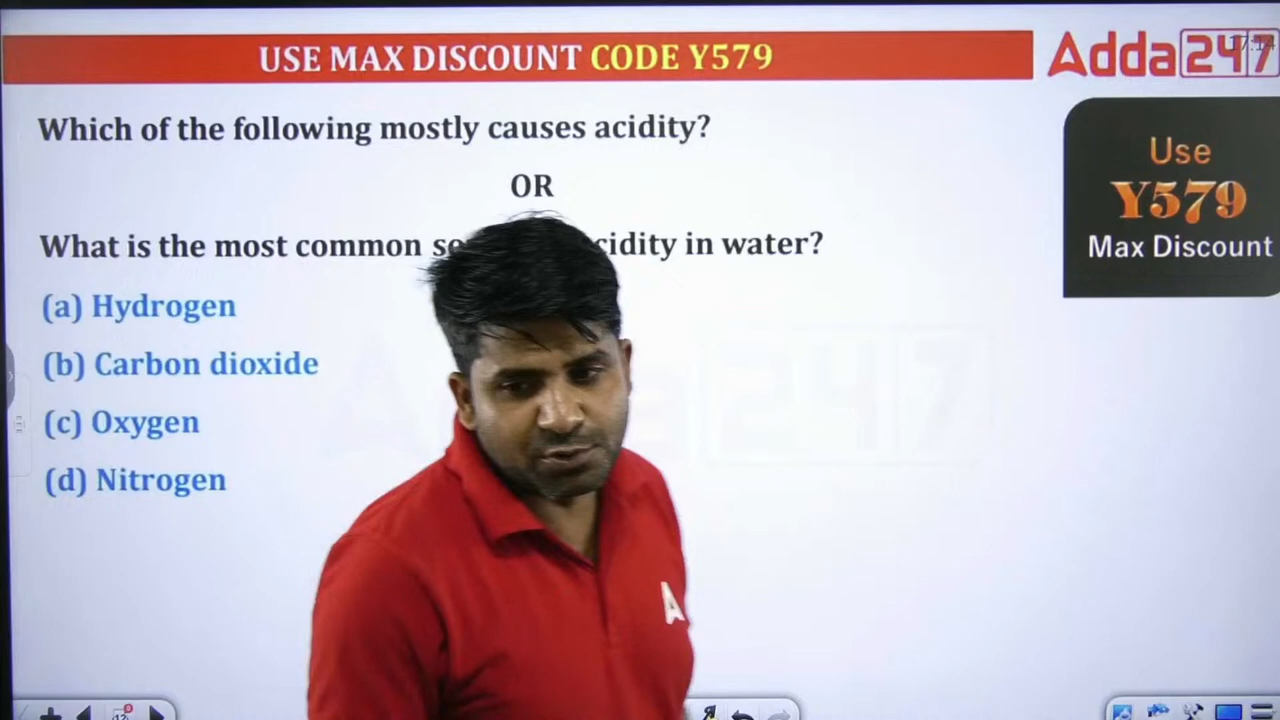 USE MAX DISCOUNT CODE Y579
Adda247
Which of the following mostly causes acidity?
Use
Y579
Max Discount
OR
What is the most common so cidity in water?
(a) Hydrogen
(b) Carbon dioxide
(c) Oxygen
(d) Nitrogen
A